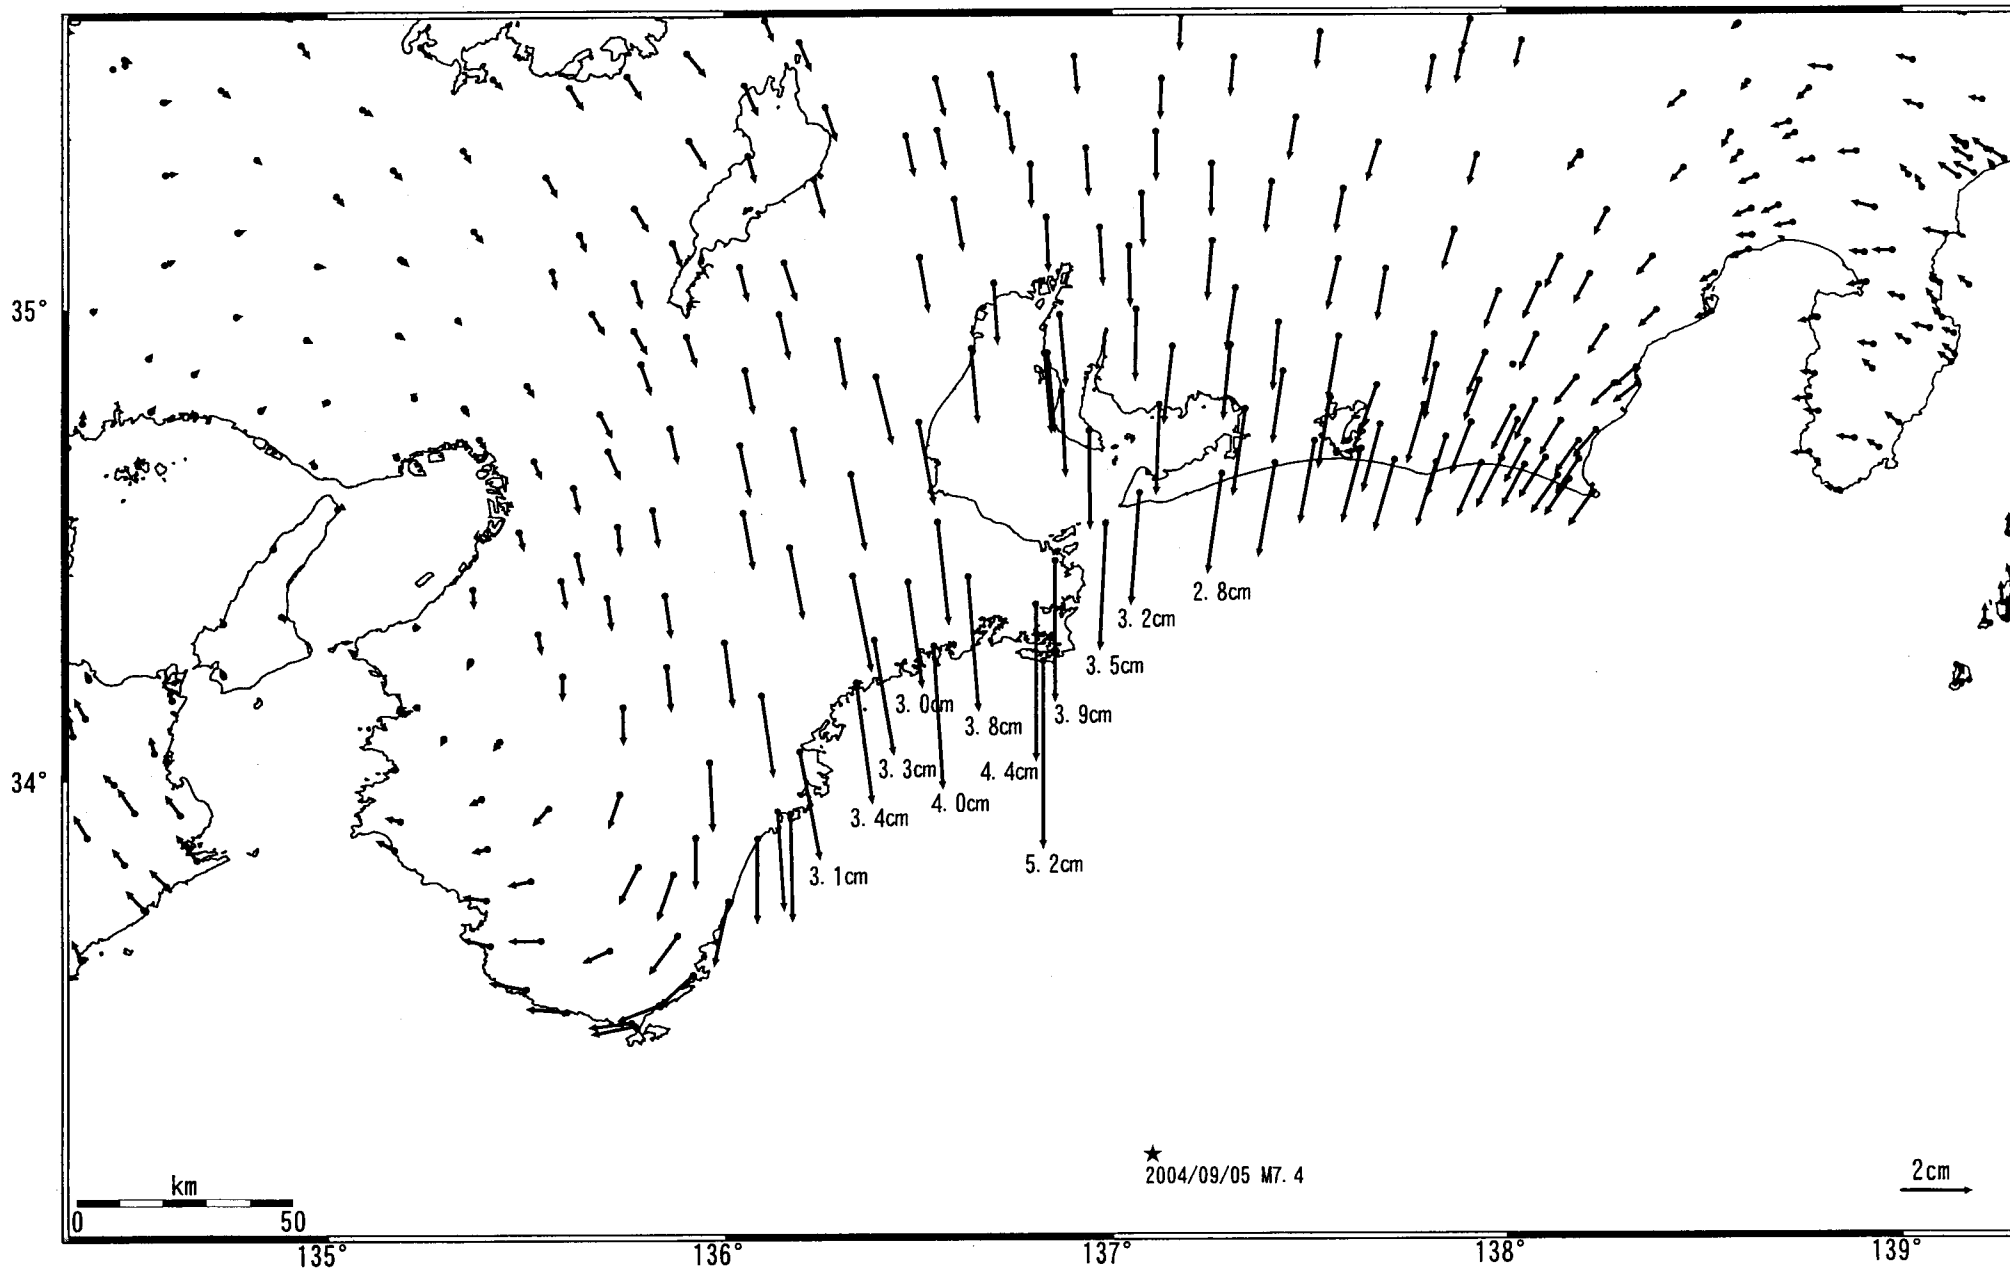 35°
2. 8cm
3. 2cm
3. 5cm
3. 0cm
3. 9cm
3. 8cm
3. 3cm
4. 4cm
34°
4. 0cm
3. 4cm
5. 2cm
3. 1cm
2004/09/05 M7. 4
2cm
km
0 50
135° 136° 137° 138° 139°